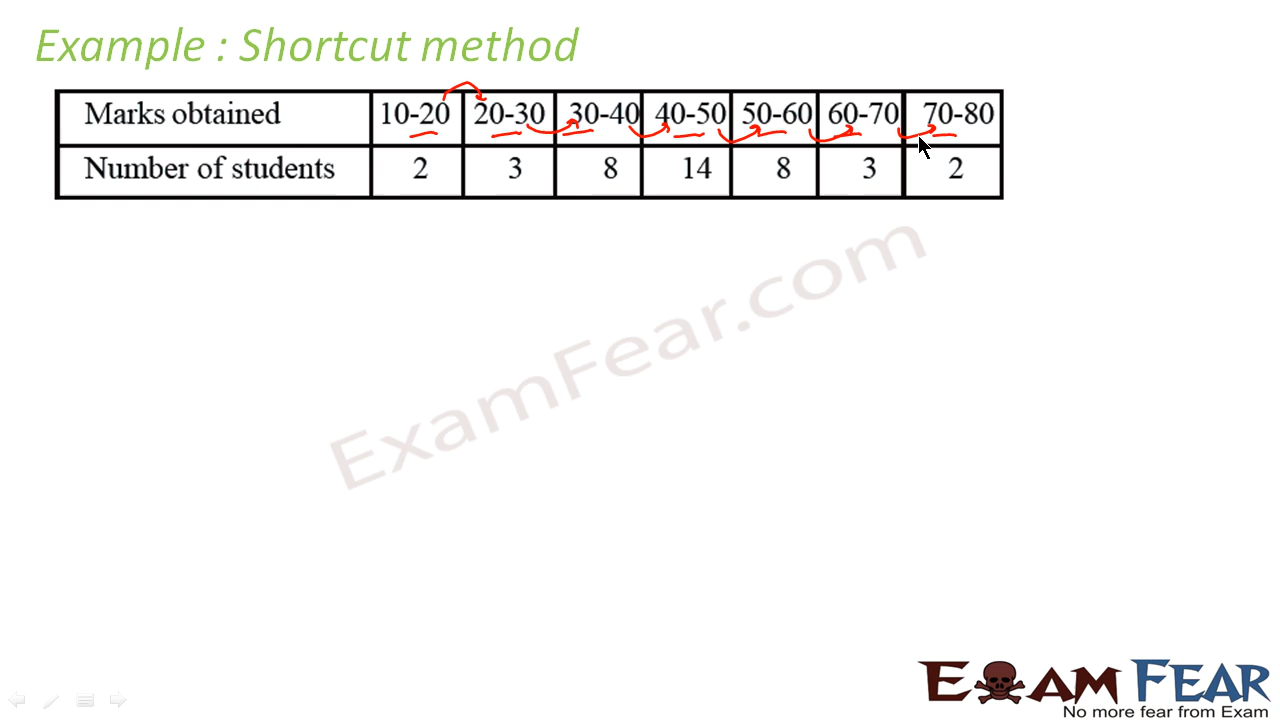 Example : Shortcut method
Marks obtained 10-20 20-30 30-40 40-50 50-60 60-70 70-80
Number of students 2 3 8 14 8 3 2
ExamFear.com
EXAM FEAR
No more fear from Exam